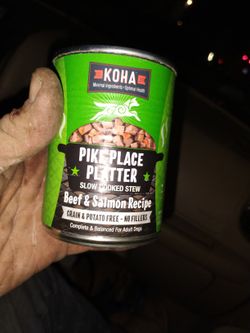 KOHA
Minimal Ingredients • Optimal Health
PIKE PLACE
PLATTER
SLOW COOKED STEW
Beef & Salmon Recipe
GRAIN & POTATO FREE • NO FILLERS
Complete & Balanced For Adult Dogs